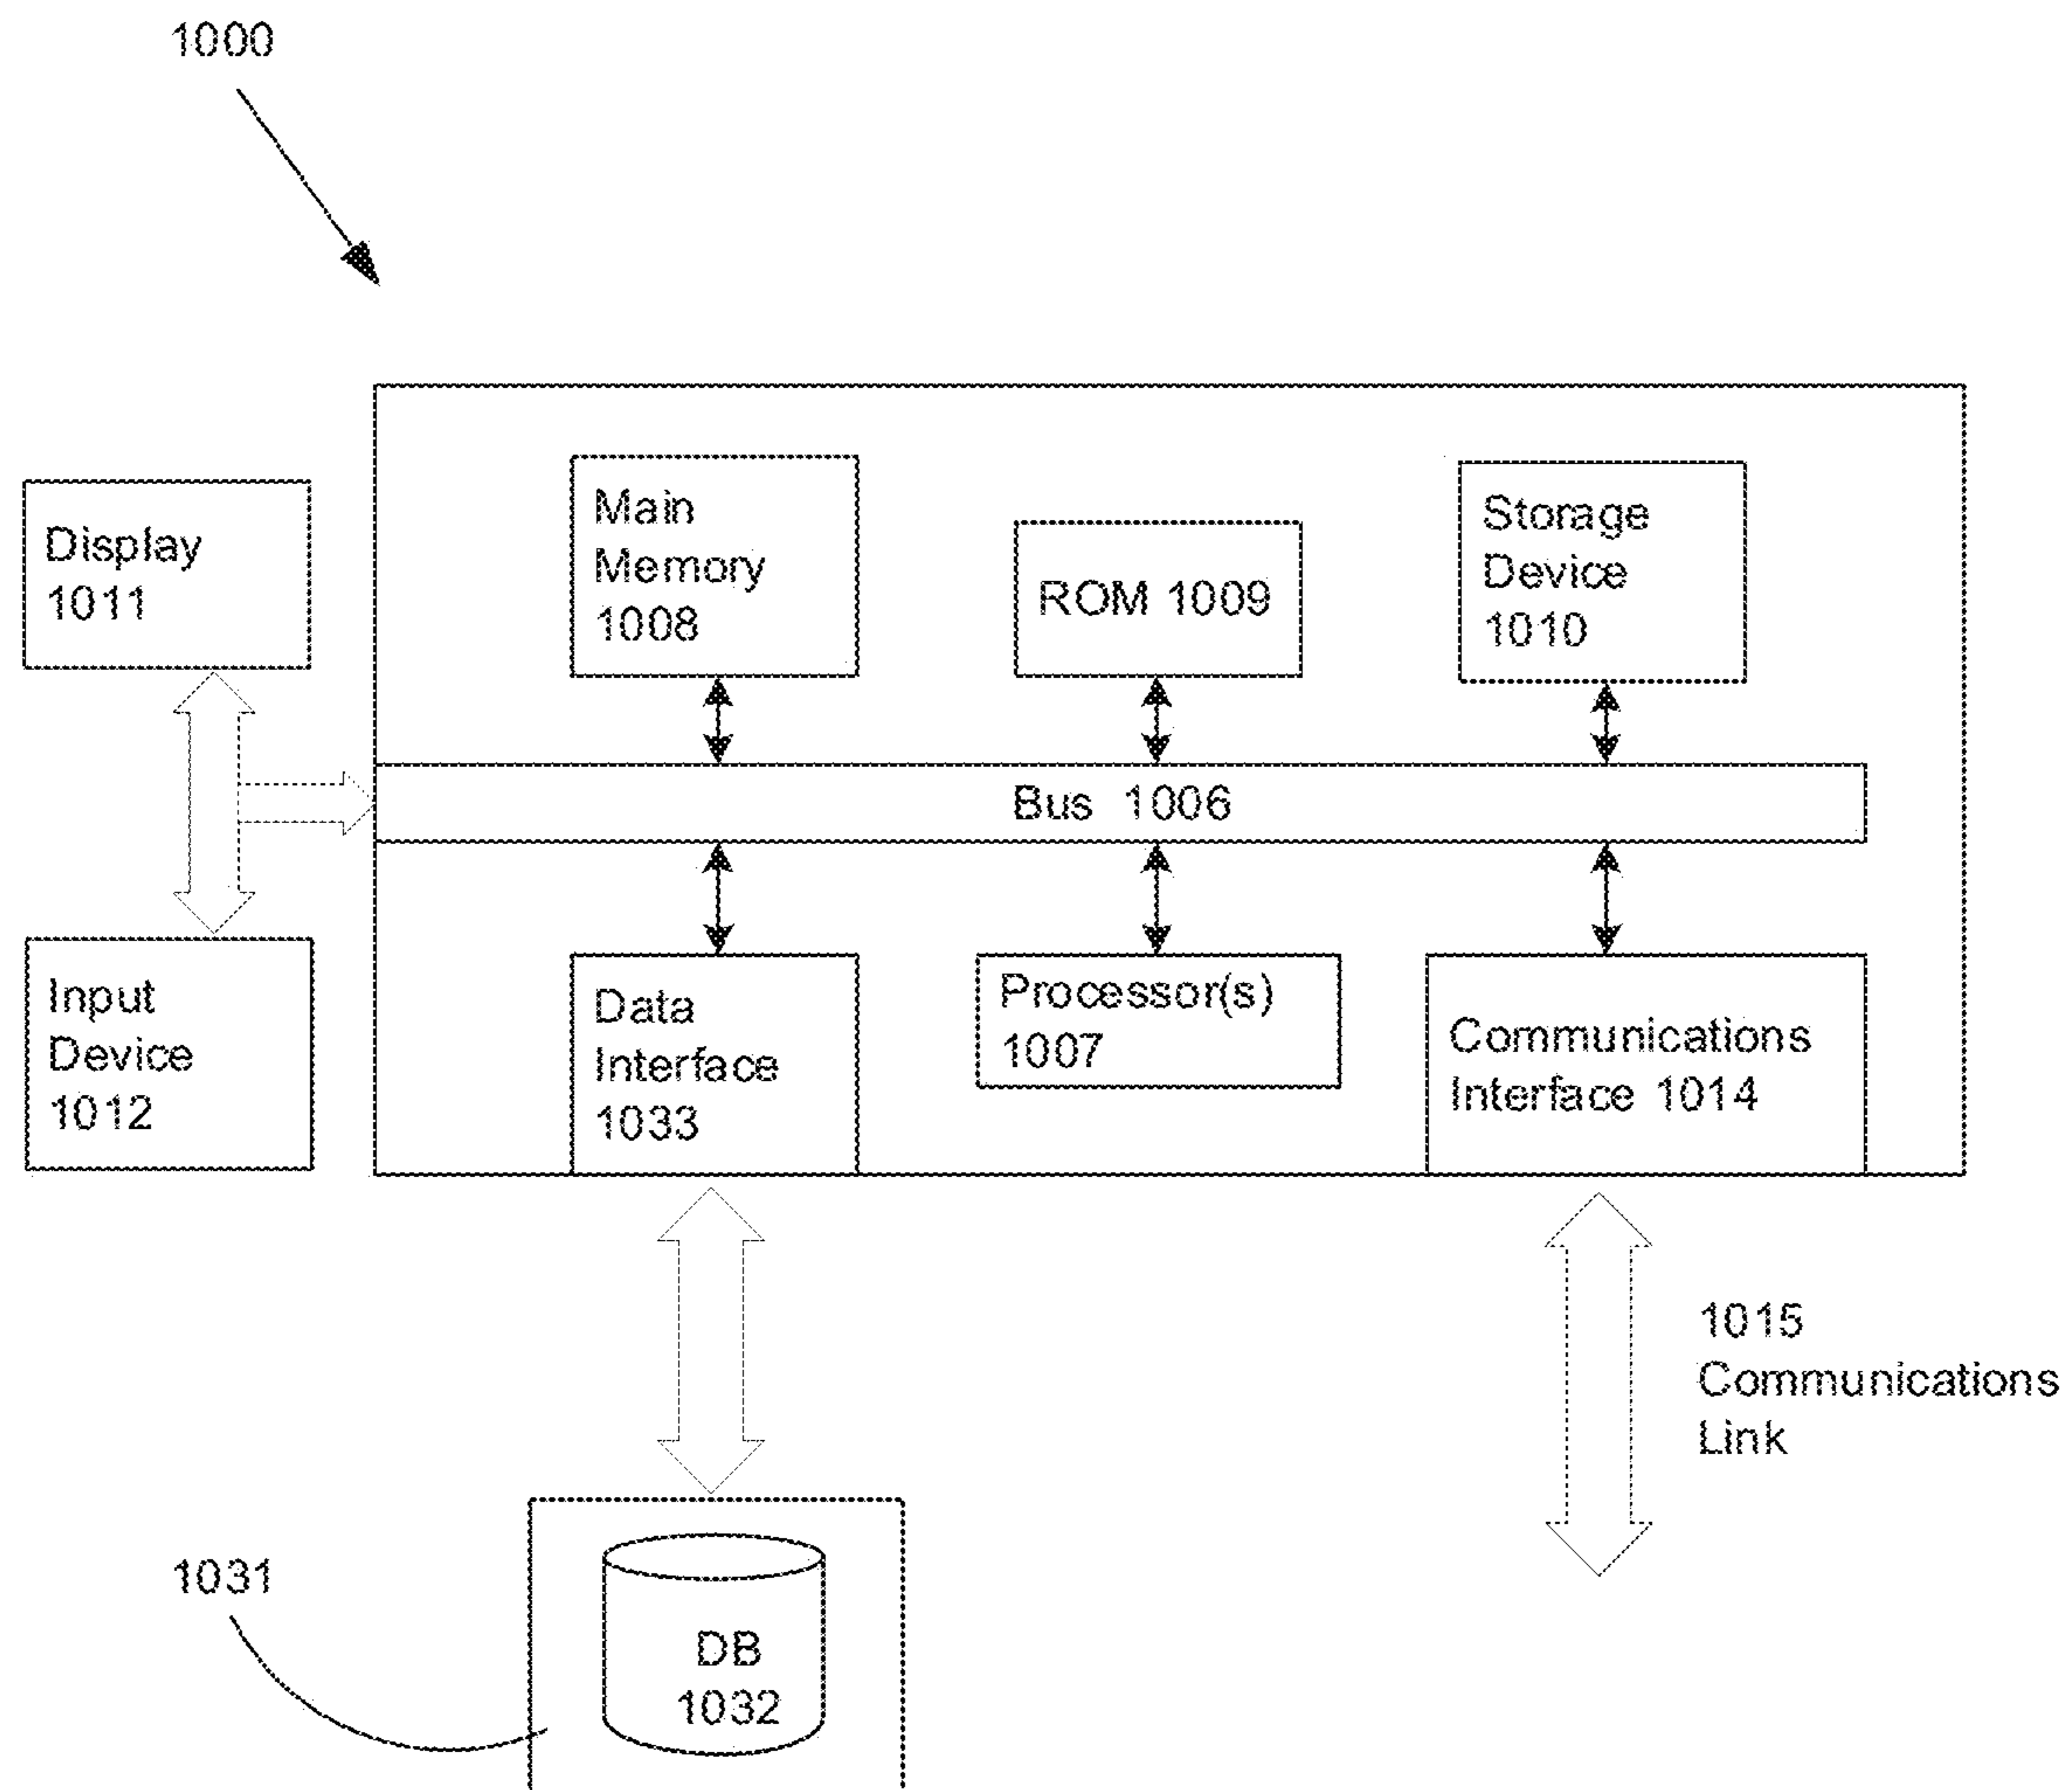 1000
Display
1011
Main
Memory
1008
ROM 1009
Storage
Device
1010
Bus 1006
Input
Device
1012
Data
Interface
1033
Processor(s)
1007
Communications
Interface 1014
1015
Communications
Link
1031
DB
1032